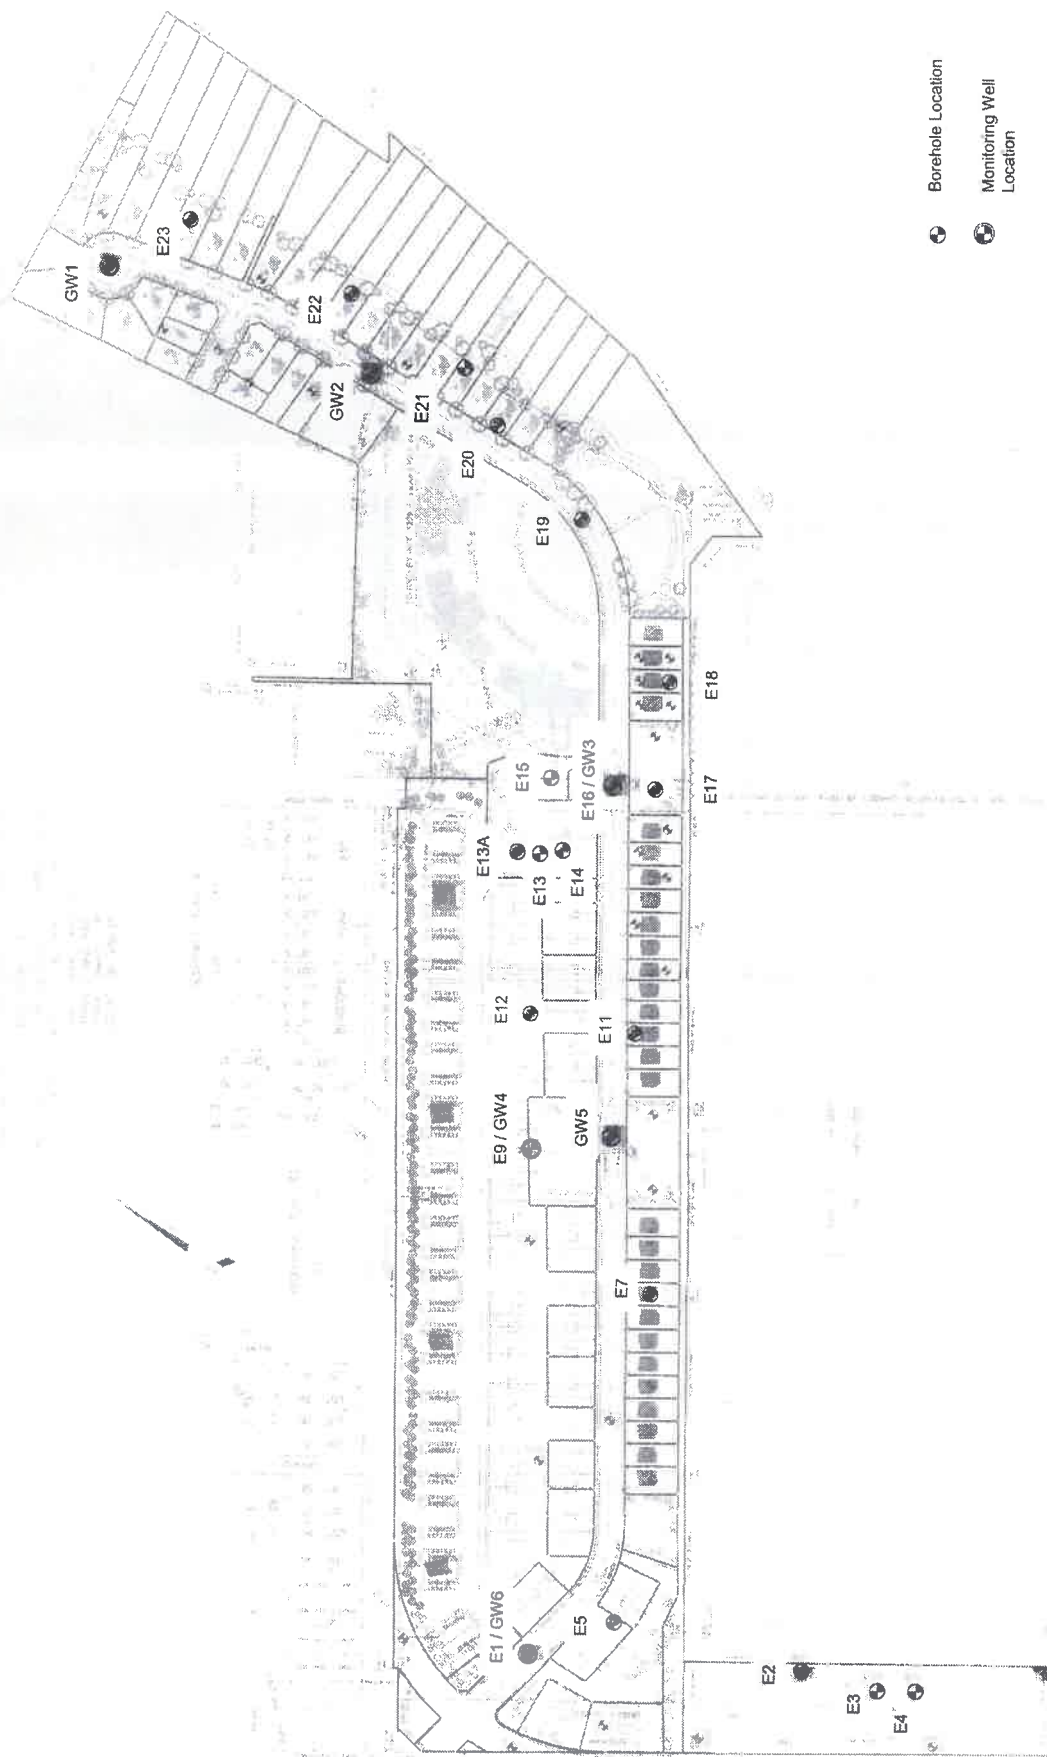 Borehole Location
Monitoring Well
Location
GW1
E23
E22
GW2
E21
E20
E19
E18
E17
E15
E16 / GW3
E13A
E13
E14
E12
E11
E9 / GW4
GW5
E7
E1 / GW6
E5
E2
E3
E4